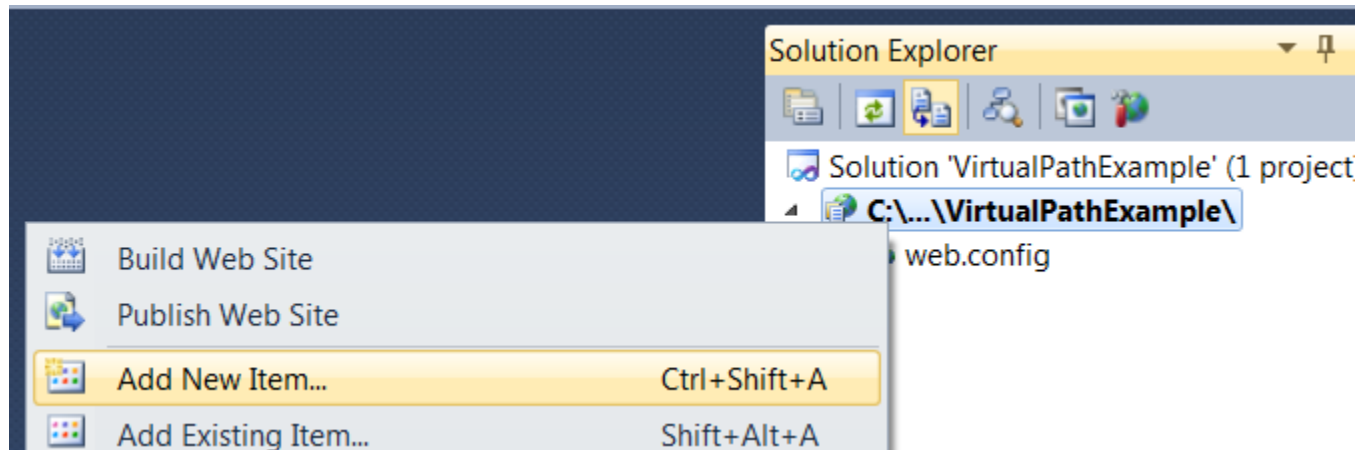 Solution Explorer
Solution 'VirtualPathExample' (1 project)
C:\...\VirtualPathExample\
web.config
Build Web Site
Publish Web Site
Add New Item... Ctrl+Shift+A
Add Existing Item... Shift+Alt+A